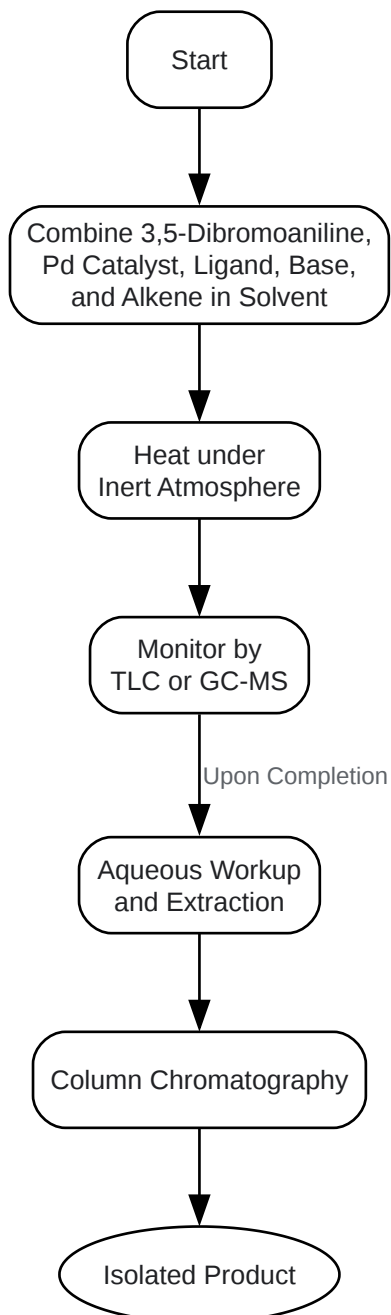 Start
Combine 3,5-Dibromoaniline,
Pd Catalyst, Ligand, Base,
and Alkene in Solvent
Heat under
Inert Atmosphere
Monitor by
TLC or GC-MS
Upon Completion
Aqueous Workup
and Extraction
Column Chromatography
Isolated Product